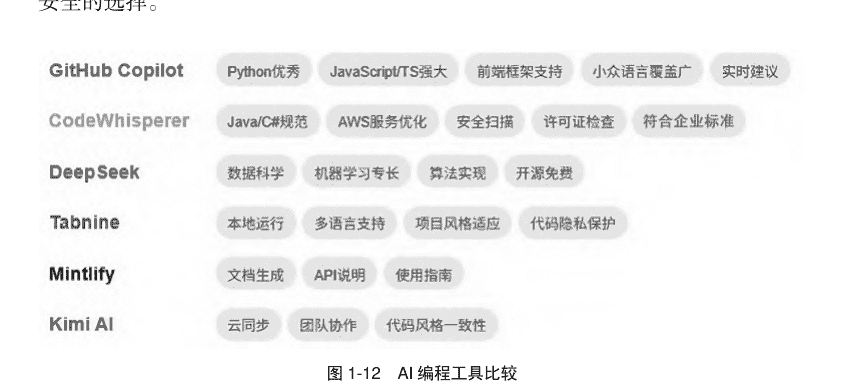 安全的选择。
GitHub Copilot Python优秀 JavaScript/TS强大 前端框架支持 小众语言覆盖广 实时建议
CodeWhisperer Java/C#规范 AWS服务优化 安全扫描 许可证检查 符合企业标准
DeepSeek 数据科学 机器学习专长 算法实现 开源免费
Tabnine 本地运行 多语言支持 项目风格适应 代码隐私保护
Mintlify 文档生成 API说明 使用指南
Kimi AI 云同步 团队协作 代码风格一致性
图 1-12 AI 编程工具比较